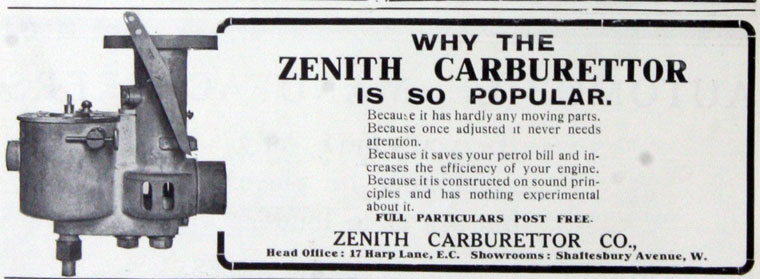 WHY THE
ZENITH CARBURETTOR
IS SO POPULAR.
Because it has hardly any moving parts.
Because once adjusted it never needs
attention.
Because it saves your petrol bill and in-
creases the efficiency of your engine.
Because it is constructed on sound prin-
ciples and has nothing experimental
about it.
FULL PARTICULARS POST FREE.
ZENITH CARBURETTOR CO.,
Head Office: 17 Harp Lane, E.C. Showrooms: Shaftesbury Avenue, W.